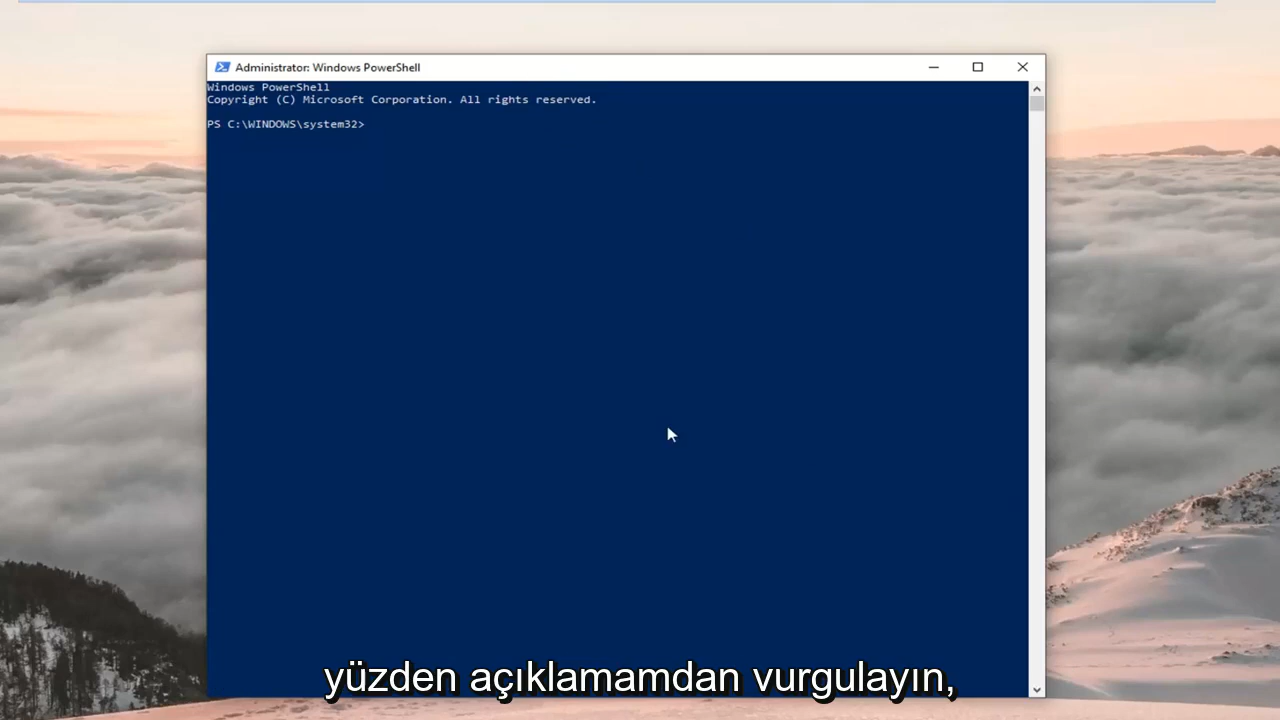 Administrator: Windows PowerShell
Windows PowerShell
Copyright (C) Microsoft Corporation. All rights reserved.
PS C:\WINDOWS\system32>
yüzden açıklamamdan vurgulayın,